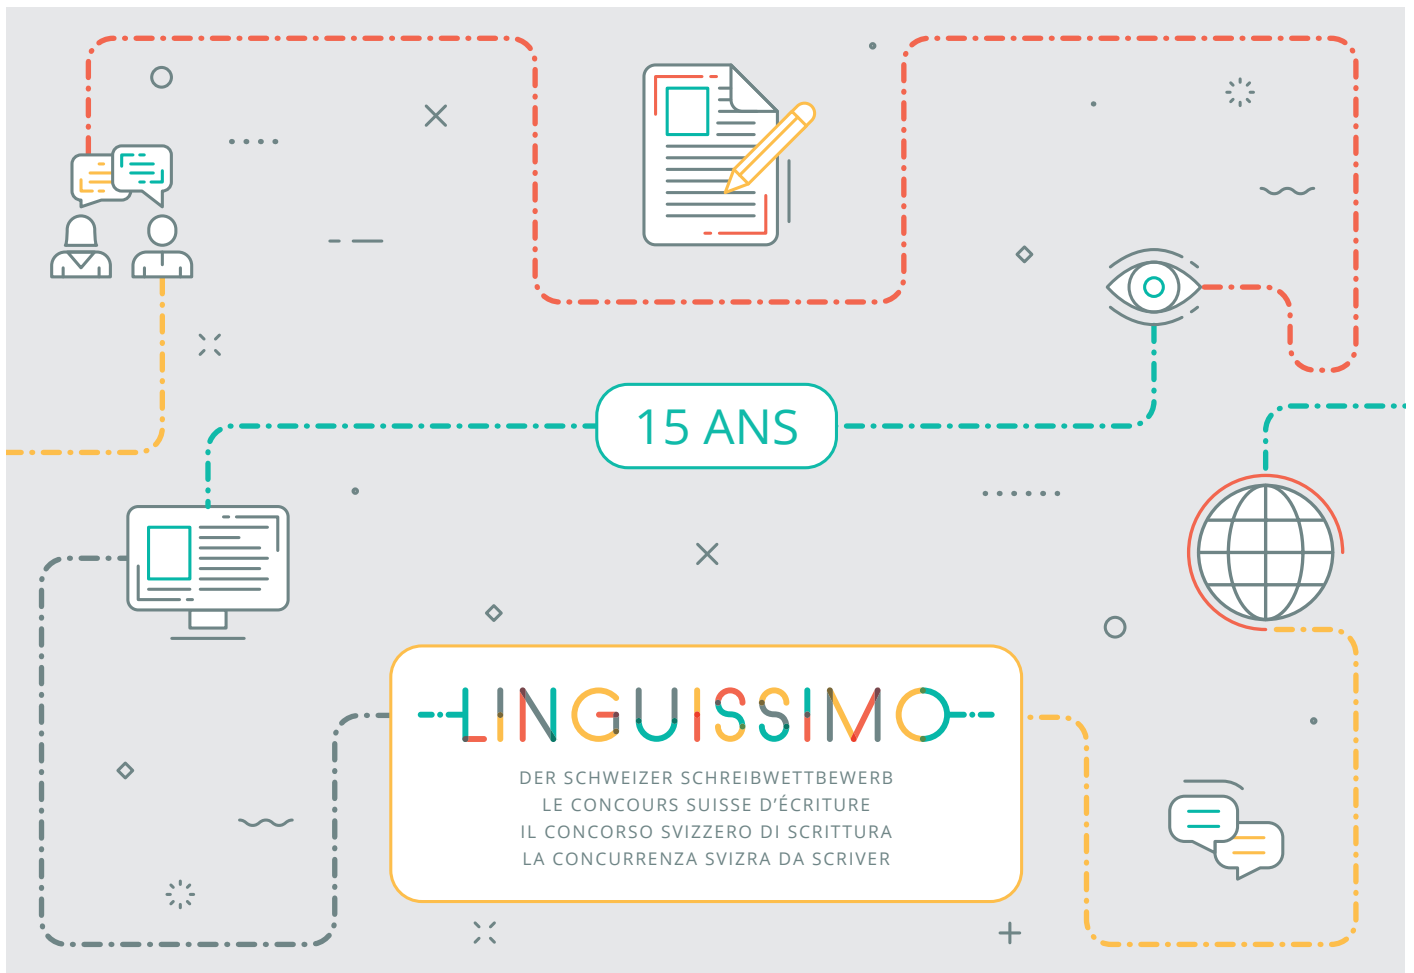 15 ANS
LINGUISSIMO
DER SCHWEIZER SCHREIBWETTBEWERB
LE CONCOURS SUISSE D’ÉCRITURE
IL CONCORSO SVIZZERO DI SCRITTURA
LA CONCURRENZA SVIZRA DA SCRIVER